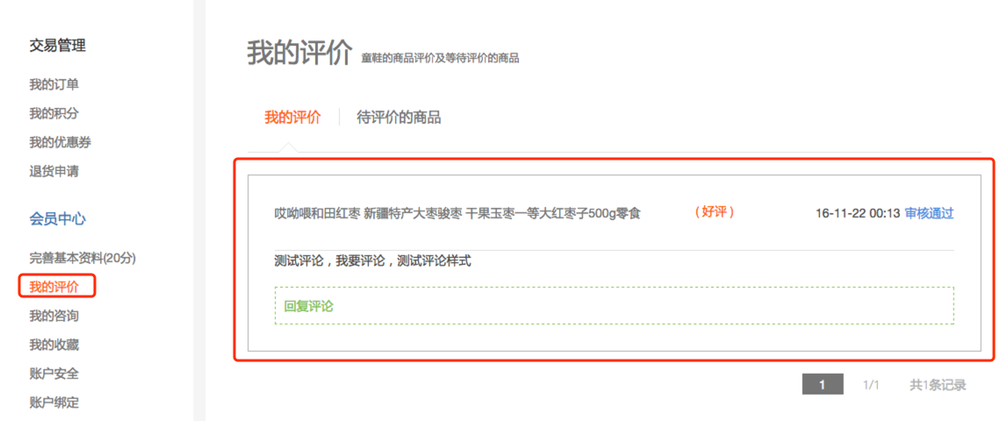 交易管理
我的订单
我的积分
我的优惠券
退货申请
会员中心
完善基本资料(20分)
我的评价
我的咨询
我的收藏
账户安全
账户绑定
我的评价 童鞋的商品评价及等待评价的商品
我的评价 待评价的商品
哎呦喂和田红枣 新疆特产大枣骏枣 干果玉枣一等大红枣子500g零食 （好评） 16-11-22 00:13 审核通过
测试评论，我要评论，测试评论样式
回复评论
1 1/1 共1条记录